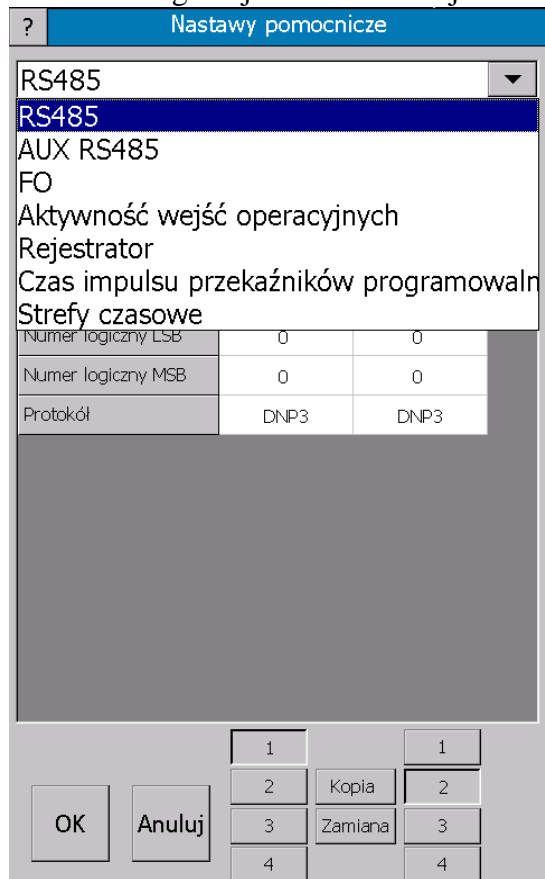 ? Nastawy pomocnicze
RS485
RS485
AUX RS485
FO
Aktywność wejść operacyjnych
Rejestrator
Czas impulsu przekaźników programowaln
Strefy czasowe
Numer logiczny LSB 0 0
Numer logiczny MSB 0 0
Protokół DNP3 DNP3
1 1
2 Kopia 2
OK Anuluj 3 Zamiana 3
4 4